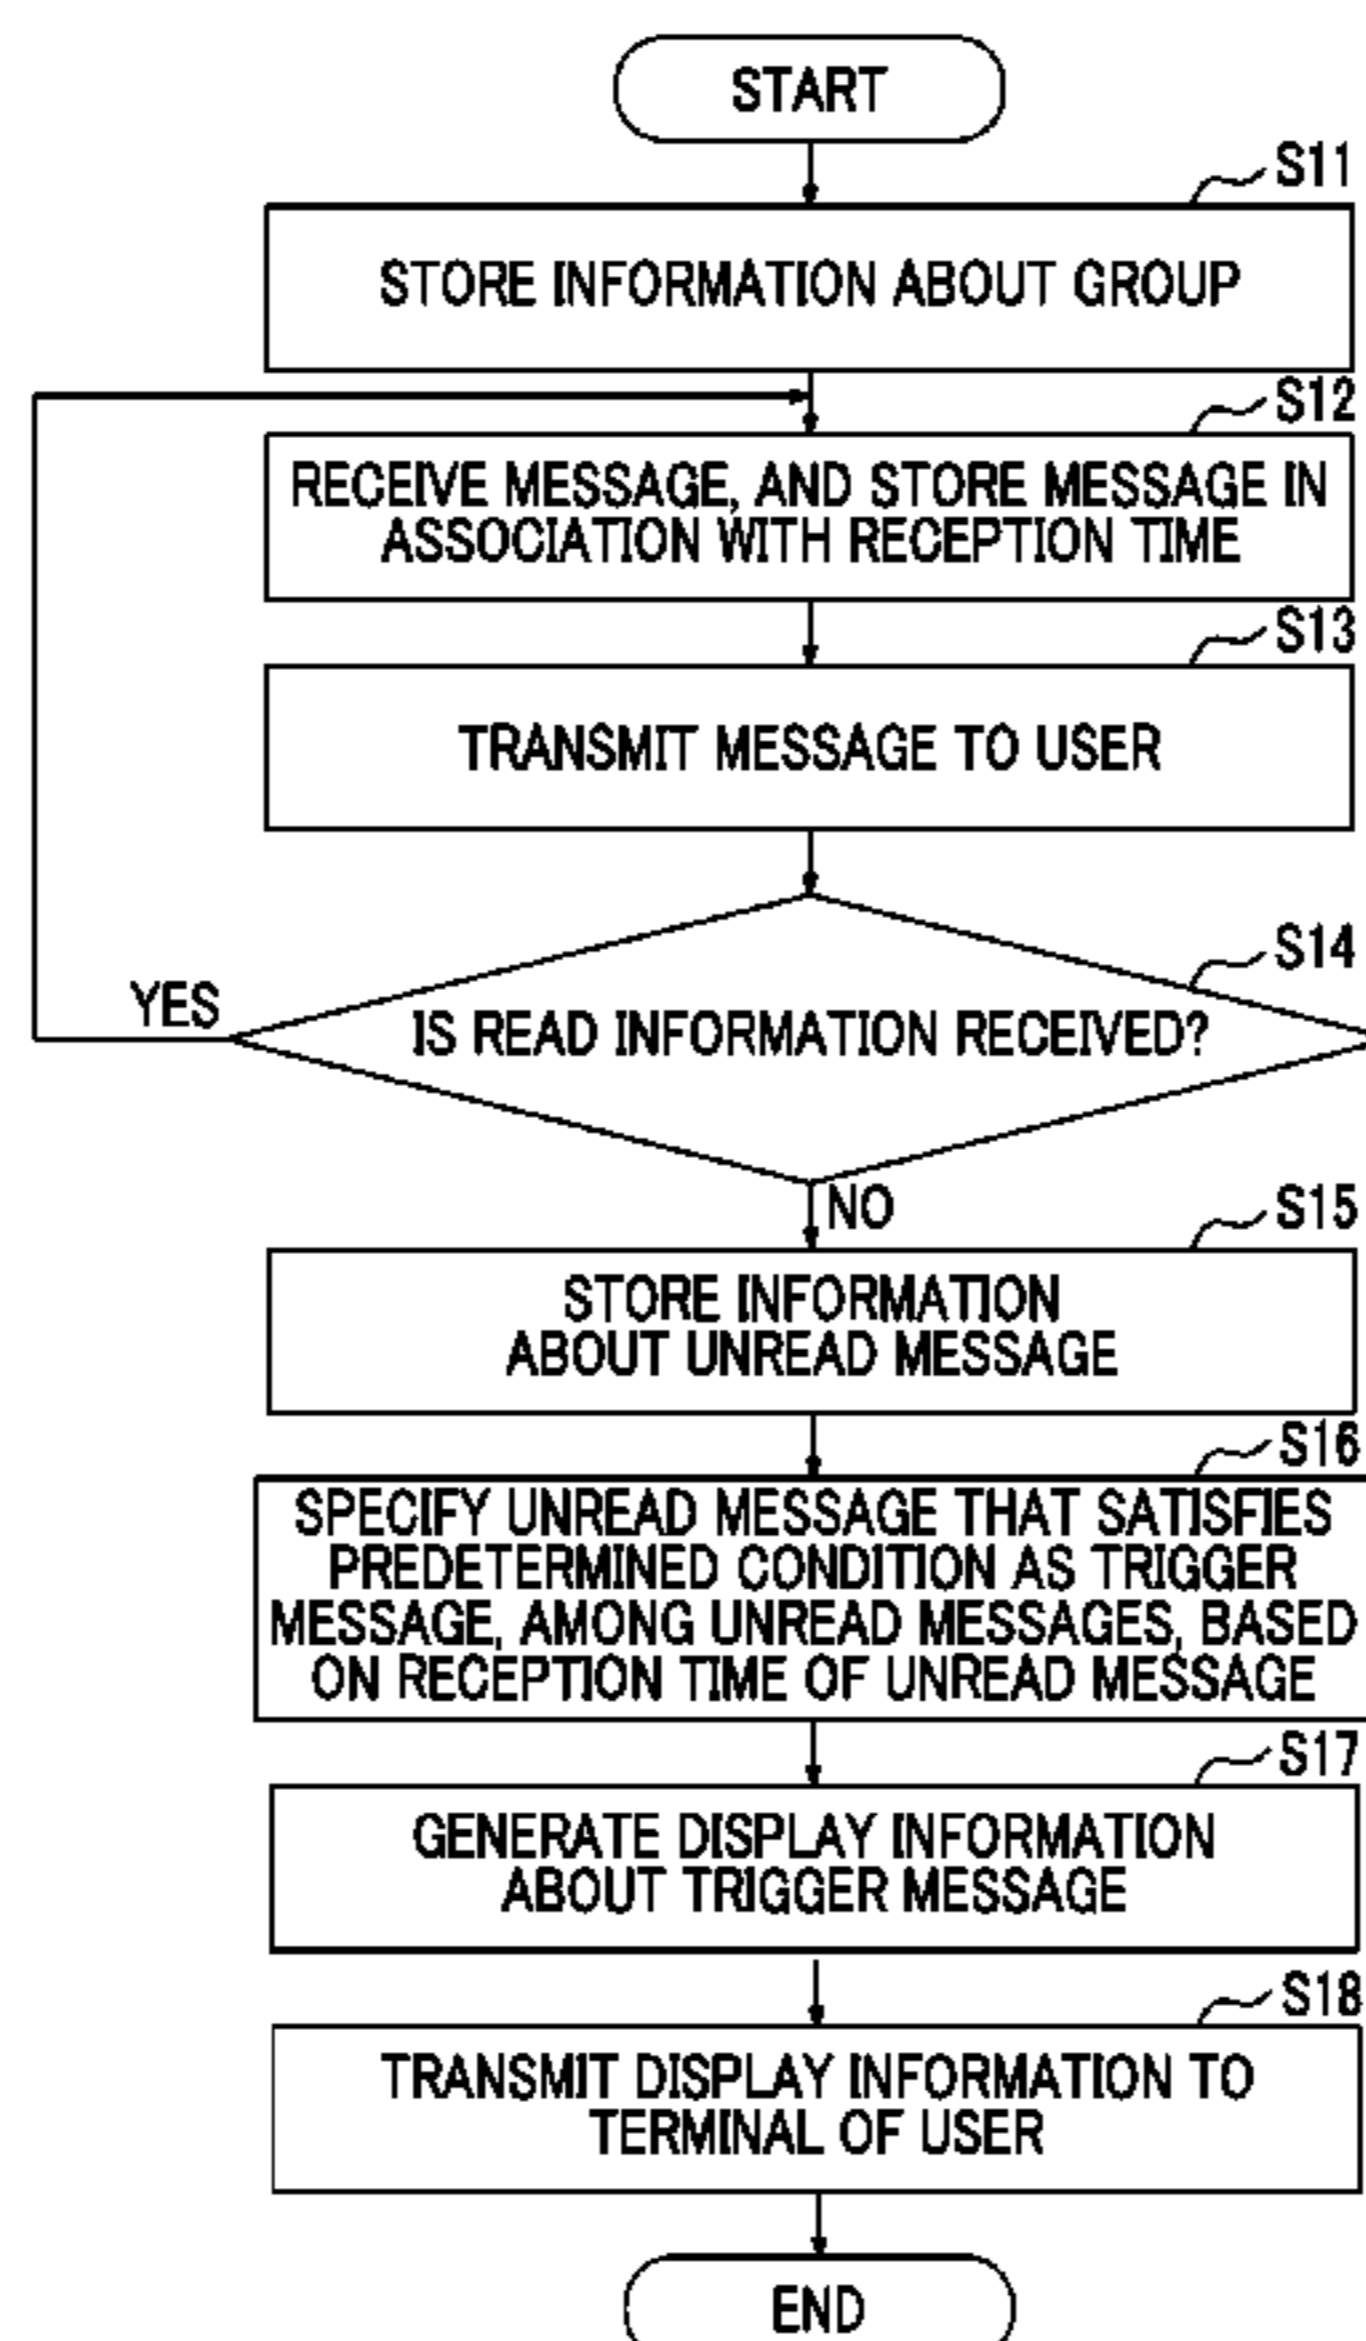 START
S11
STORE INFORMATION ABOUT GROUP
S12
RECEIVE MESSAGE, AND STORE MESSAGE IN
ASSOCIATION WITH RECEPTION TIME
S13
TRANSMIT MESSAGE TO USER
S14
YES
IS READ INFORMATION RECEIVED?
NO
S15
STORE INFORMATION
ABOUT UNREAD MESSAGE
S16
SPECIFY UNREAD MESSAGE THAT SATISFIES
PREDETERMINED CONDITION AS TRIGGER
MESSAGE, AMONG UNREAD MESSAGES, BASED
ON RECEPTION TIME OF UNREAD MESSAGE
S17
GENERATE DISPLAY INFORMATION
ABOUT TRIGGER MESSAGE
S18
TRANSMIT DISPLAY INFORMATION TO
TERMINAL OF USER
END